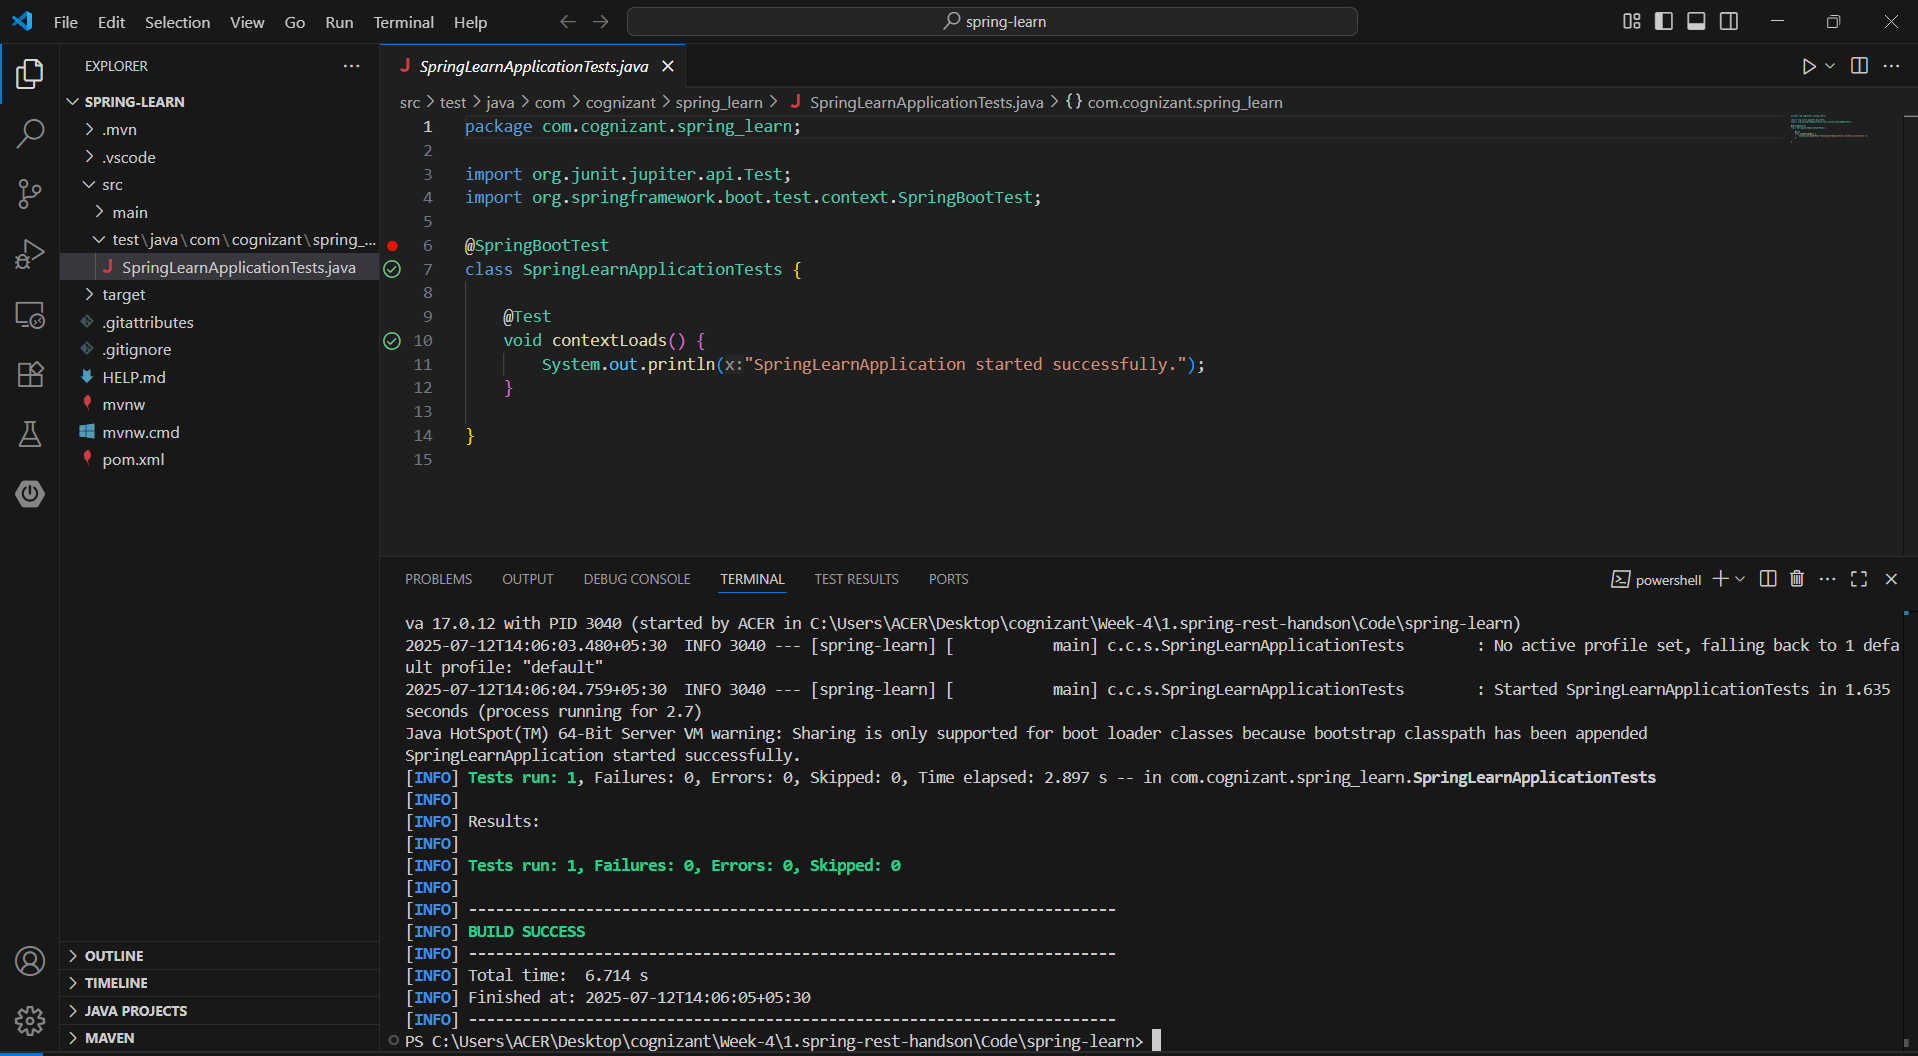 File Edit Selection View Go Run Terminal Help
spring-learn
EXPLORER
SPRING-LEARN
.mvn
.vscode
src
main
test\java\com\cognizant\spring_...
SpringLearnApplicationTests.java
target
.gitattributes
.gitignore
HELP.md
mvnw
mvnw.cmd
pom.xml
OUTLINE
TIMELINE
JAVA PROJECTS
MAVEN
SpringLearnApplicationTests.java
src > test > java > com > cognizant > spring_learn > SpringLearnApplicationTests.java > {} com.cognizant.spring_learn
1 package com.cognizant.spring_learn;
2
3 import org.junit.jupiter.api.Test;
4 import org.springframework.boot.test.context.SpringBootTest;
5
6 @SpringBootTest
7 class SpringLearnApplicationTests {
8
9 @Test
10 void contextLoads() {
11 System.out.println(x:"SpringLearnApplication started successfully.");
12 }
13
14 }
15
PROBLEMS OUTPUT DEBUG CONSOLE TERMINAL TEST RESULTS PORTS
powershell
va 17.0.12 with PID 3040 (started by ACER in C:\Users\ACER\Desktop\cognizant\Week-4\1.spring-rest-handson\Code\spring-learn)
2025-07-12T14:06:03.480+05:30  INFO 3040 --- [spring-learn] [           main] c.c.s.SpringLearnApplicationTests        : No active profile set, falling back to 1 defa
ult profile: "default"
2025-07-12T14:06:04.759+05:30  INFO 3040 --- [spring-learn] [           main] c.c.s.SpringLearnApplicationTests        : Started SpringLearnApplicationTests in 1.635
seconds (process running for 2.7)
Java HotSpot(TM) 64-Bit Server VM warning: Sharing is only supported for boot loader classes because bootstrap classpath has been appended
SpringLearnApplication started successfully.
[INFO] Tests run: 1, Failures: 0, Errors: 0, Skipped: 0, Time elapsed: 2.897 s -- in com.cognizant.spring_learn.SpringLearnApplicationTests
[INFO]
[INFO] Results:
[INFO]
[INFO] Tests run: 1, Failures: 0, Errors: 0, Skipped: 0
[INFO]
[INFO] ------------------------------------------------------------------------
[INFO] BUILD SUCCESS
[INFO] ------------------------------------------------------------------------
[INFO] Total time:  6.714 s
[INFO] Finished at: 2025-07-12T14:06:05+05:30
[INFO] ------------------------------------------------------------------------
PS C:\Users\ACER\Desktop\cognizant\Week-4\1.spring-rest-handson\Code\spring-learn>